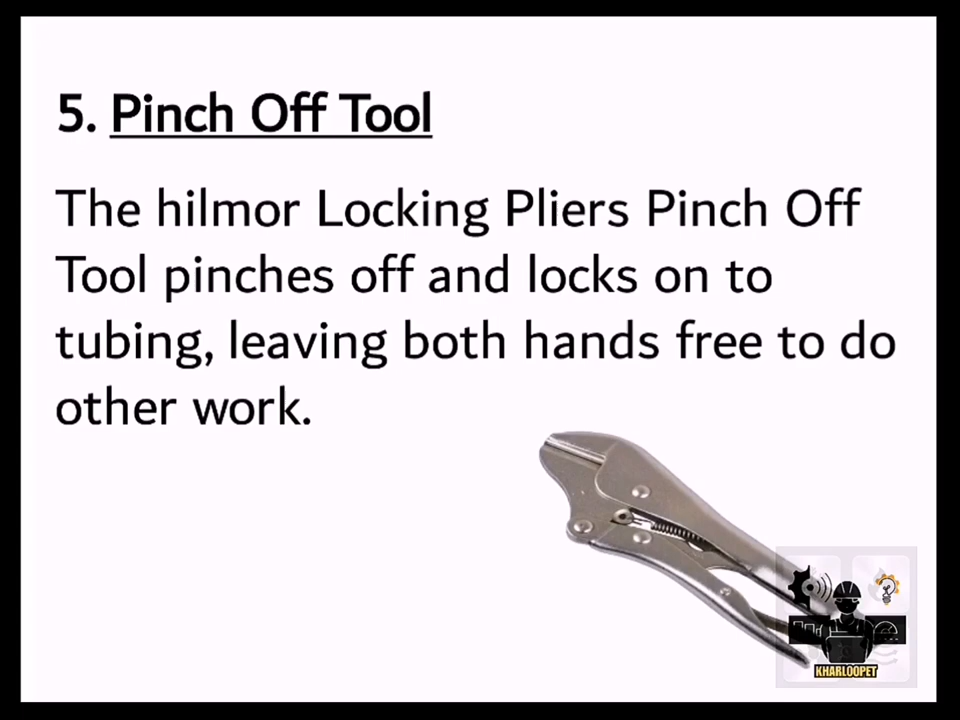 5. Pinch Off Tool
The hilmor Locking Pliers Pinch Off
Tool pinches off and locks on to
tubing, leaving both hands free to do
other work.
KHARLOOPET